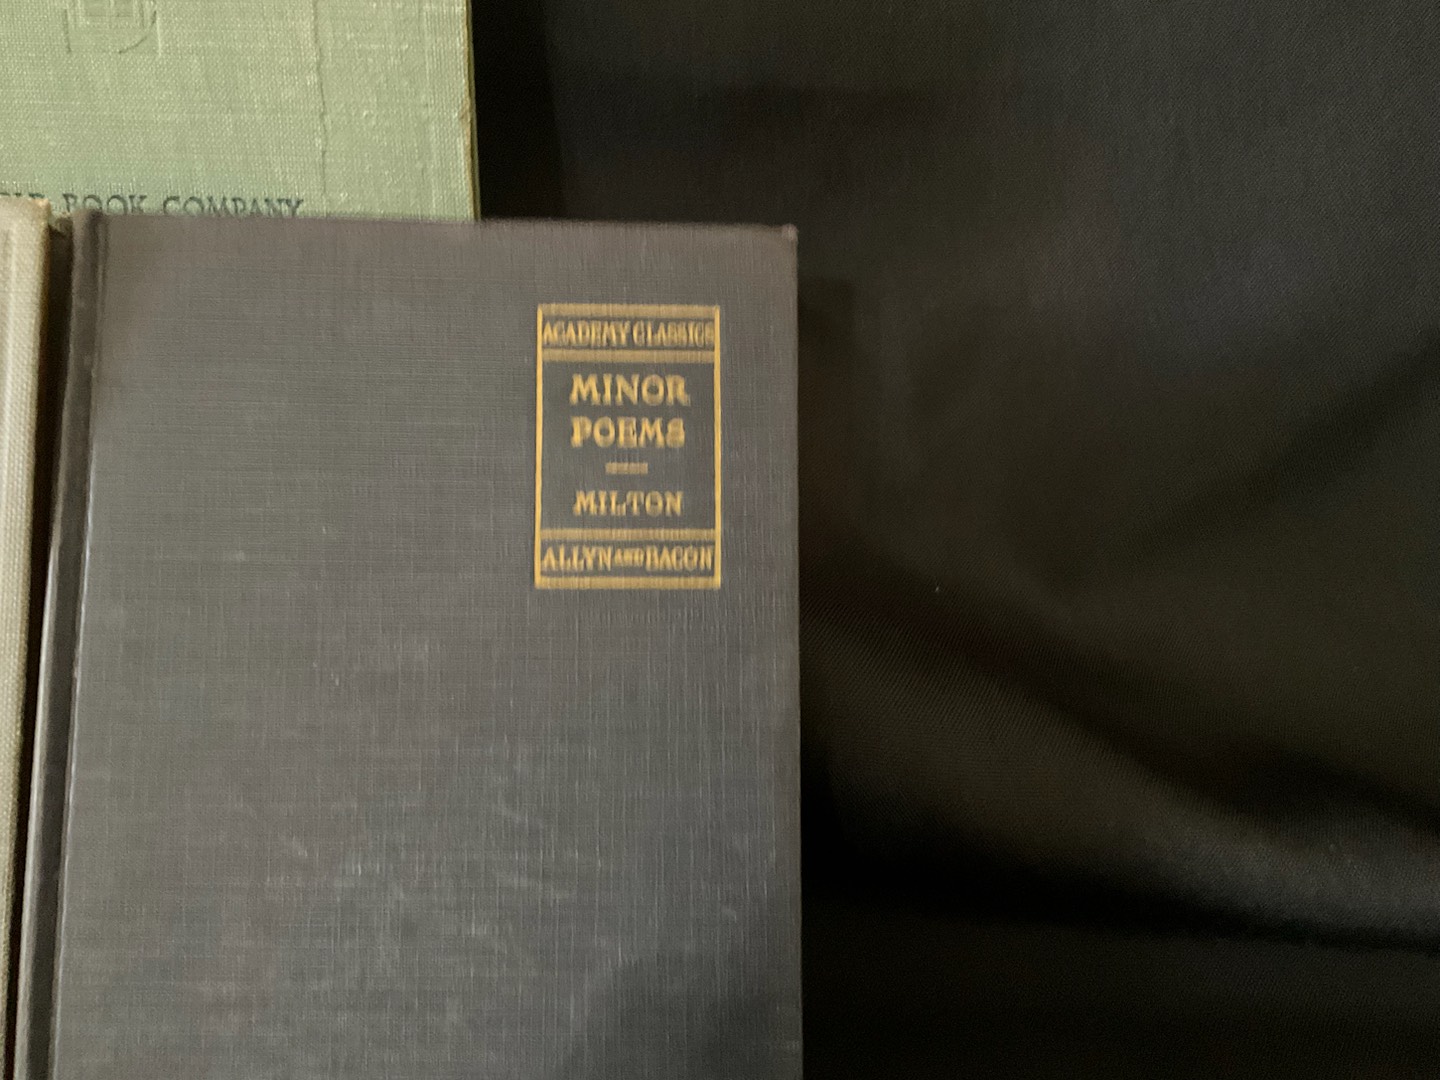 BOOK COMPANY
ACADEMY CLASSICS
MINOR
POEMS
MILTON
ALLYN AND BACON